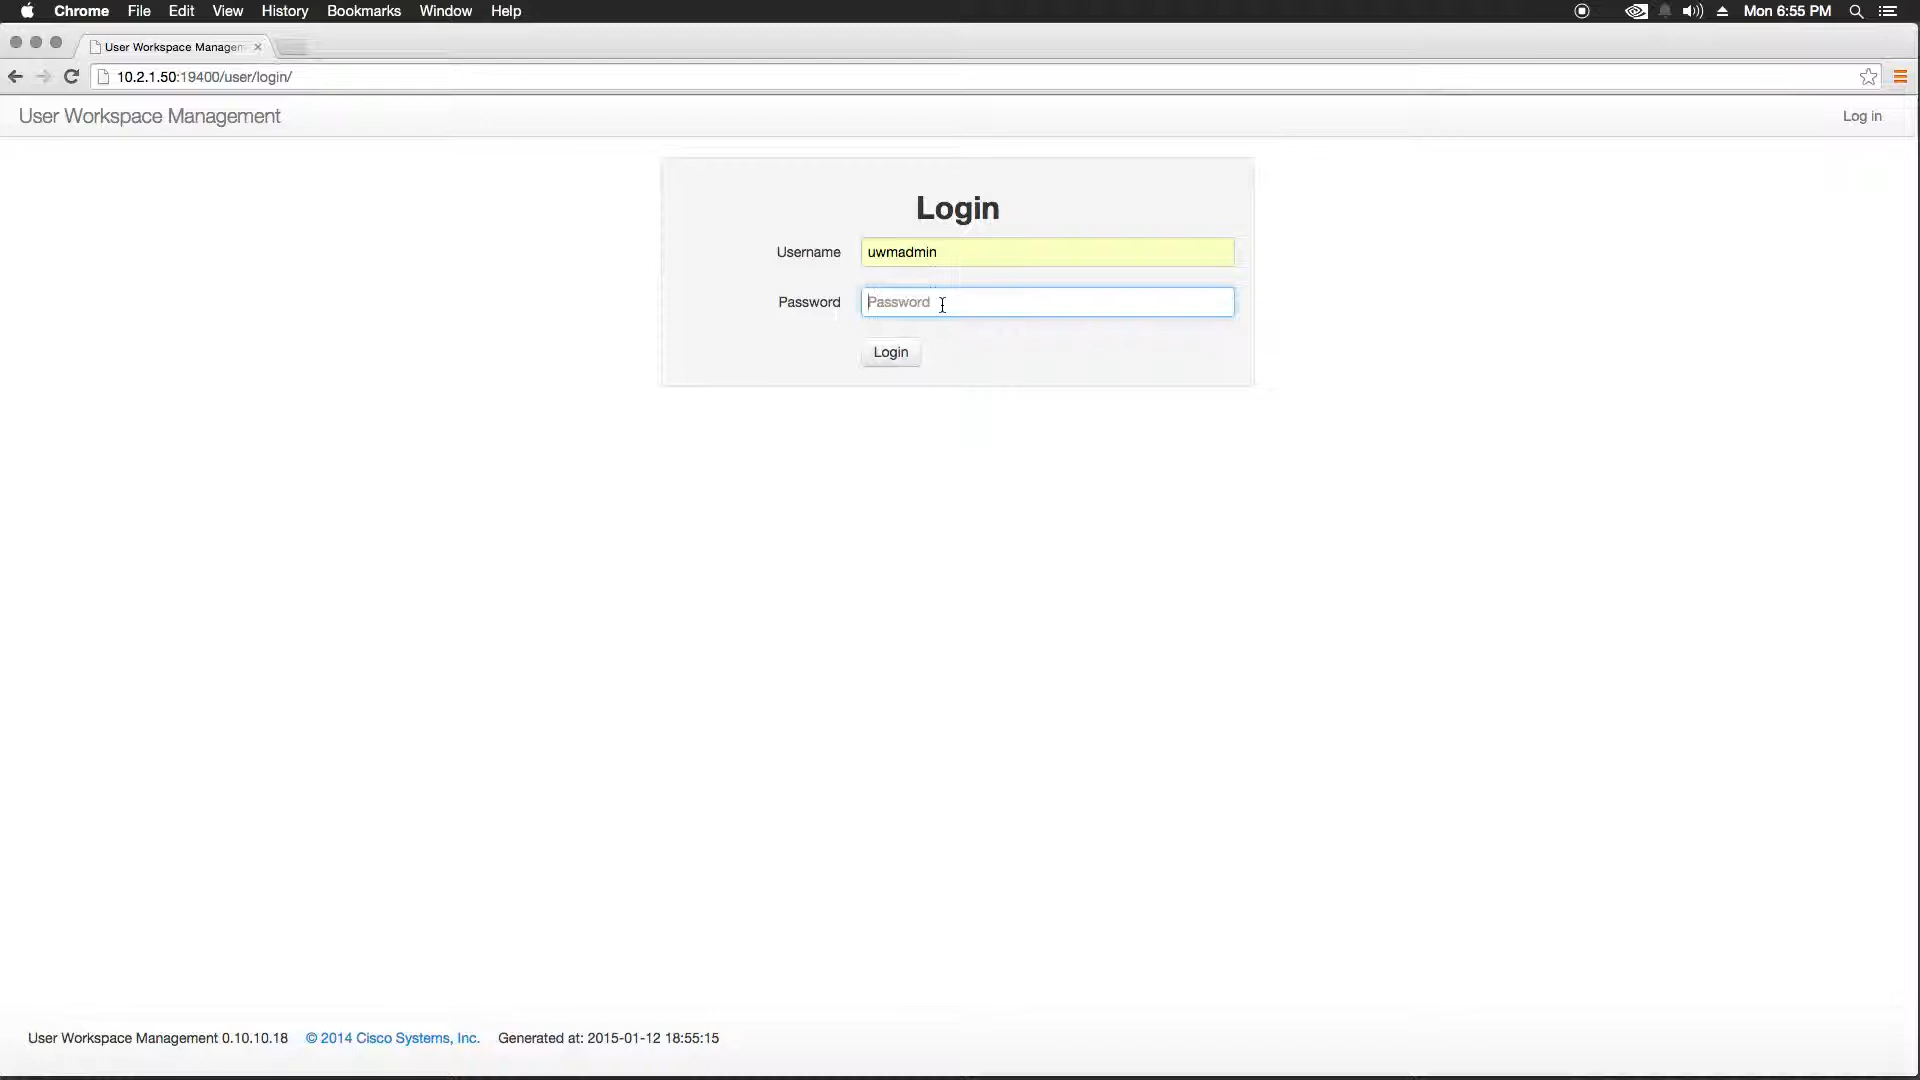 Chrome File Edit View History Bookmarks Window Help Mon 6:55 PM
User Workspace Managem
10.2.1.50:19400/user/login/
User Workspace Management Log in
Login
Username uwmadmin
Password Password
Login
User Workspace Management 0.10.10.18 © 2014 Cisco Systems, Inc. Generated at: 2015-01-12 18:55:15